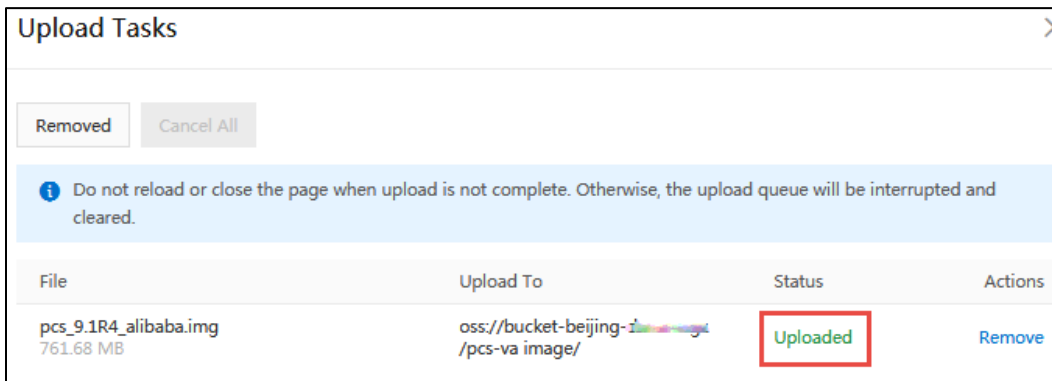 Upload Tasks
Removed Cancel All
Do not reload or close the page when upload is not complete. Otherwise, the upload queue will be interrupted and
cleared.
File Upload To Status Actions
pcs_9.1R4_alibaba.img oss://bucket-beijing- Uploaded Remove
761.68 MB /pcs-va image/